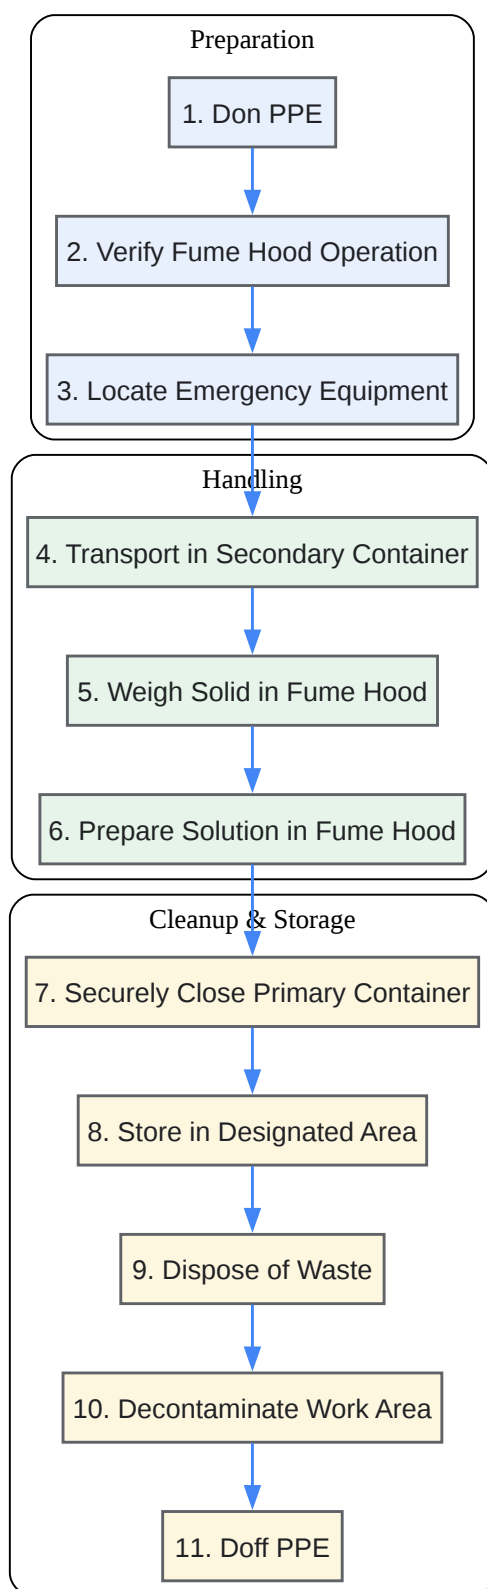 Preparation
1. Don PPE
2. Verify Fume Hood Operation
3. Locate Emergency Equipment
Handling
4. Transport in Secondary Container
5. Weigh Solid in Fume Hood
6. Prepare Solution in Fume Hood
Cleanup & Storage
7. Securely Close Primary Container
8. Store in Designated Area
9. Dispose of Waste
10. Decontaminate Work Area
11. Doff PPE